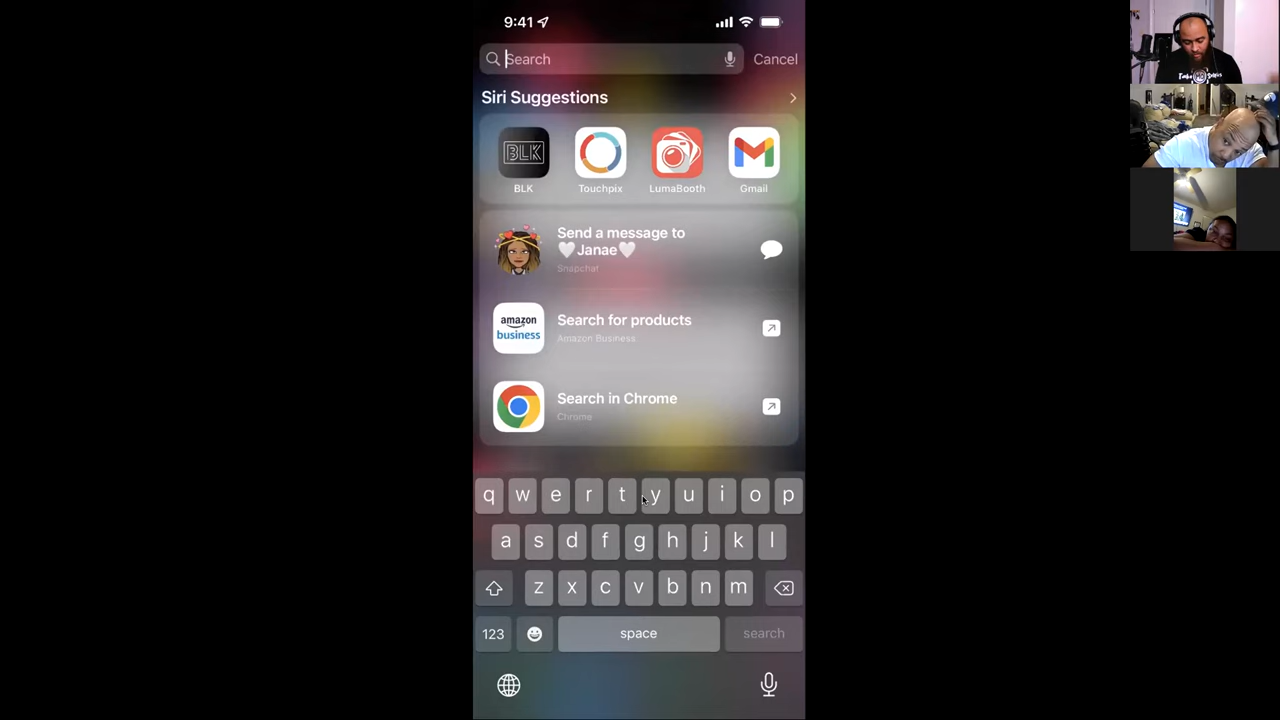 9:41
Search
Cancel
Siri Suggestions
BLK
BLK
Touchpix
LumaBooth
Gmail
Send a message to
🤍Janae🤍
Snapchat
amazon
business
Search for products
Amazon Business
Search in Chrome
Chrome
q w e r t y u i o p
a s d f g h j k l
z x c v b n m
123
space
search